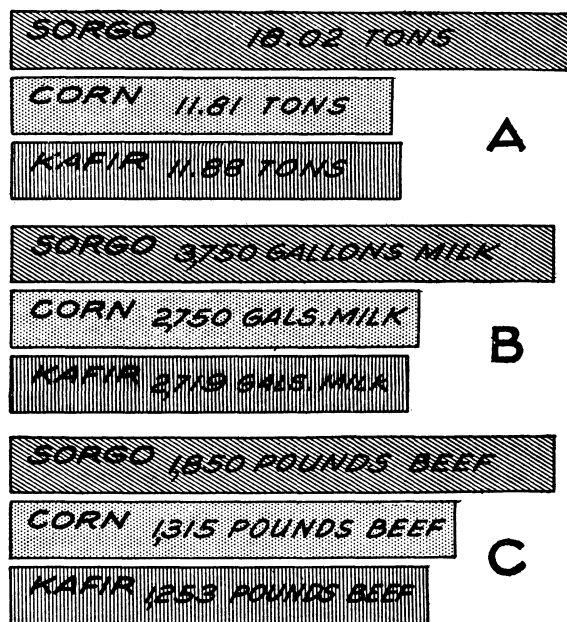 SORGO 18.02 TONS
CORN 11.81 TONS
KAFIR 11.88 TONS
A
SORGO 3,750 GALLONS MILK
CORN 2,750 GALS. MILK
KAFIR 2,719 GALS. MILK
B
SORGO 1,850 POUNDS BEEF
CORN 1,315 POUNDS BEEF
KAFIR 1,253 POUNDS BEEF
C